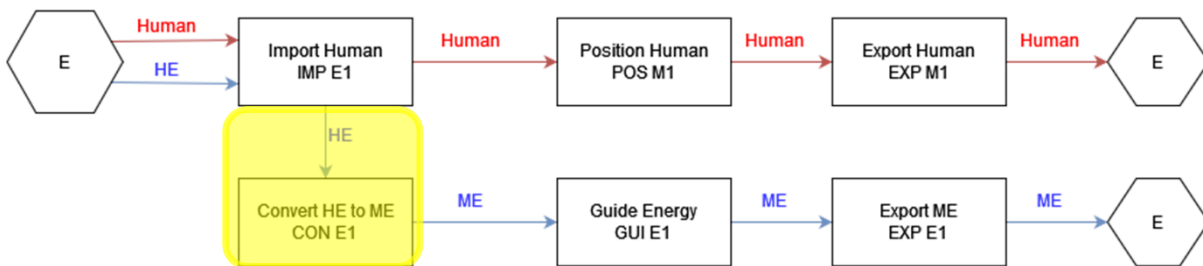 Human
Human
Human
Human
E
HE
Import Human
IMP E1
Position Human
POS M1
Export Human
EXP M1
E
HE
ME
ME
ME
Convert HE to ME
CON E1
Guide Energy
GUI E1
Export ME
EXP E1
E